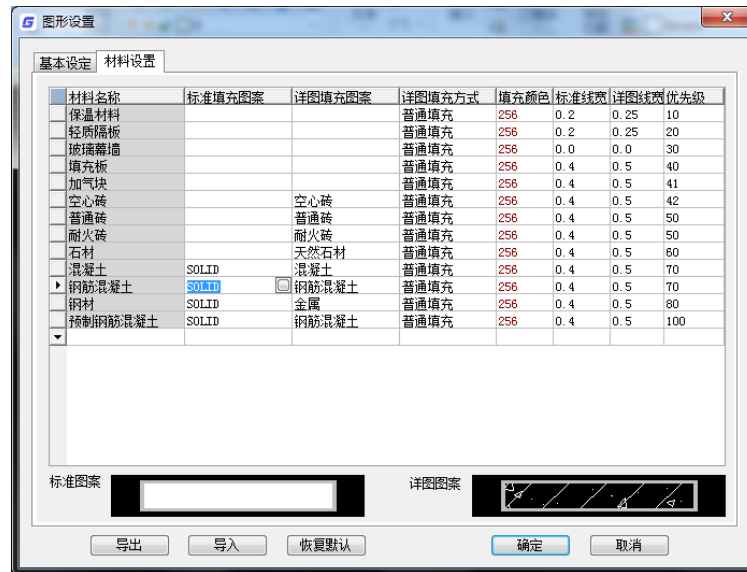 G 图形设置
基本设定 材料设置
材料名称 标准填充图案 详图填充图案 详图填充方式 填充颜色 标准线宽 详图线宽 优先级
保温材料 普通填充 256 0.2 0.25 10
轻质隔板 普通填充 256 0.2 0.25 20
玻璃幕墙 普通填充 256 0.0 0.0 30
填充板 普通填充 256 0.4 0.5 40
加气块 普通填充 256 0.4 0.5 41
空心砖 空心砖 普通填充 256 0.4 0.5 42
普通砖 普通砖 普通填充 256 0.4 0.5 50
耐火砖 耐火砖 普通填充 256 0.4 0.5 50
石材 天然石材 普通填充 256 0.4 0.5 60
混凝土 SOLID 混凝土 普通填充 256 0.4 0.5 70
钢筋混凝土 SOLID 钢筋混凝土 普通填充 256 0.4 0.5 70
钢材 SOLID 金属 普通填充 256 0.4 0.5 80
预制钢筋混凝土 SOLID 钢筋混凝土 普通填充 256 0.4 0.5 100
标准图案 详图图案
导出 导入 恢复默认 确定 取消